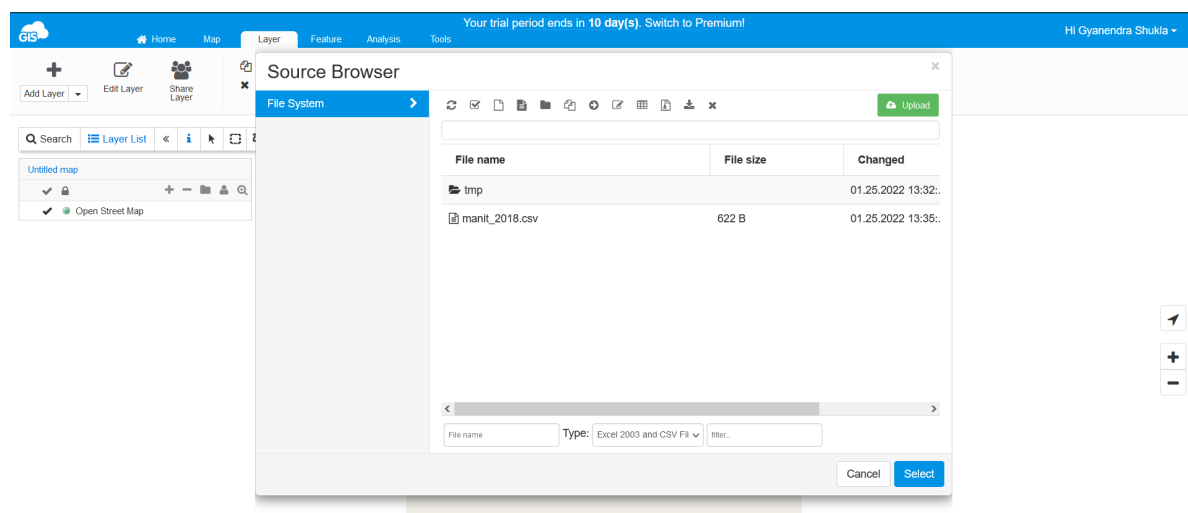 Your trial period ends in 10 day(s). Switch to Premium!
GIS
Home Map Layer Feature Analysis Tools
Hi Gyanendra Shukla
Add Layer
Edit Layer
Share Layer
Search Layer List
Untitled map
Open Street Map
Source Browser
File System
Upload
File name File size Changed
tmp 01.25.2022 13:32:.
manit_2018.csv 622 B 01.25.2022 13:35:.
File name Type: Excel 2003 and CSV Fil filter..
Cancel Select